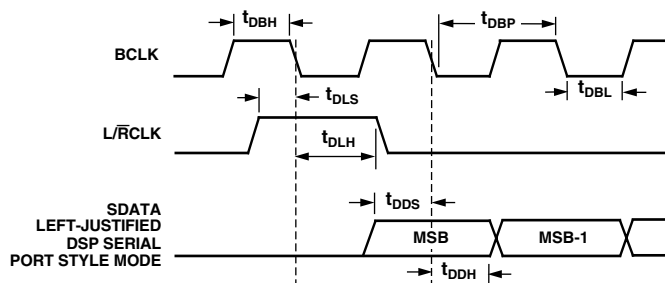 tDBH
tDBP
BCLK
tDBL
tDLS
L/R̅CLK
tDLH
SDATA
LEFT-JUSTIFIED
DSP SERIAL
PORT STYLE MODE
tDDS
MSB
MSB-1
tDDH